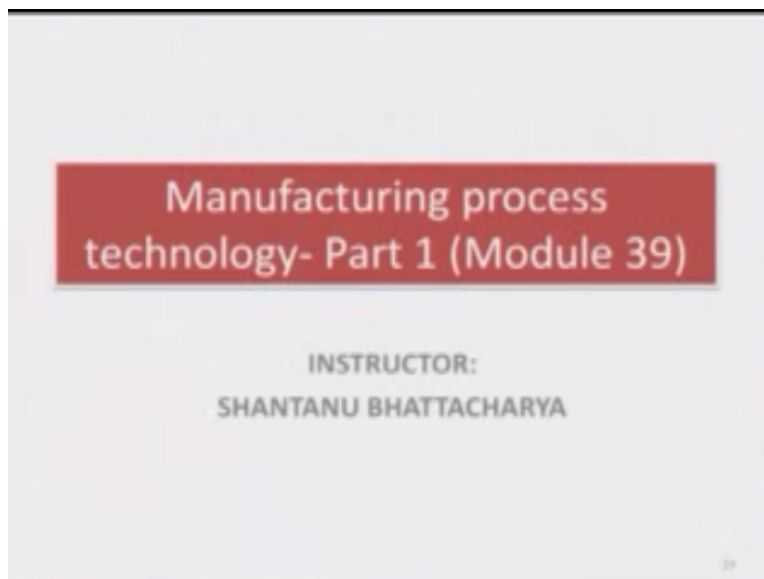 Manufacturing process
technology- Part 1 (Module 39)
INSTRUCTOR:
SHANTANU BHATTACHARYA